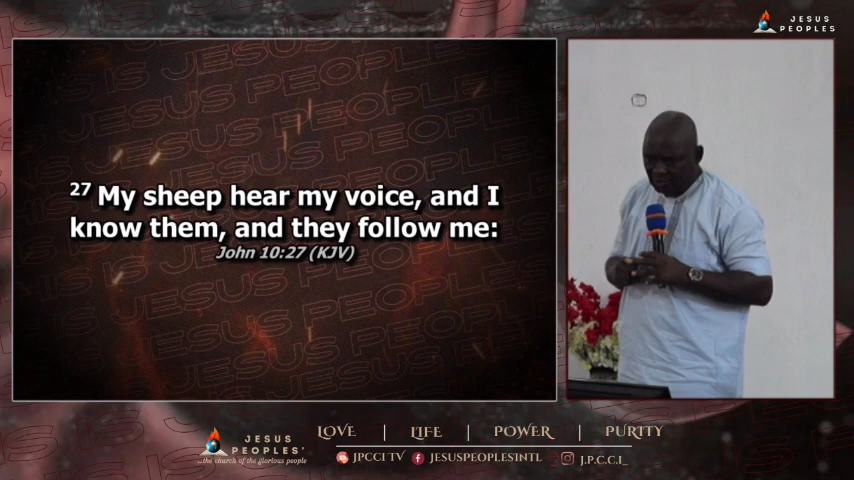 JESUS
PEOPLES
27 My sheep hear my voice, and I
know them, and they follow me:
John 10:27 (KJV)
JESUS
PEOPLES'
...the church of the glorious people
LOVE | LIFE | POWER | PURITY
JPCCI TV JESUSPEOPLESINTL J.P.C.C.I_